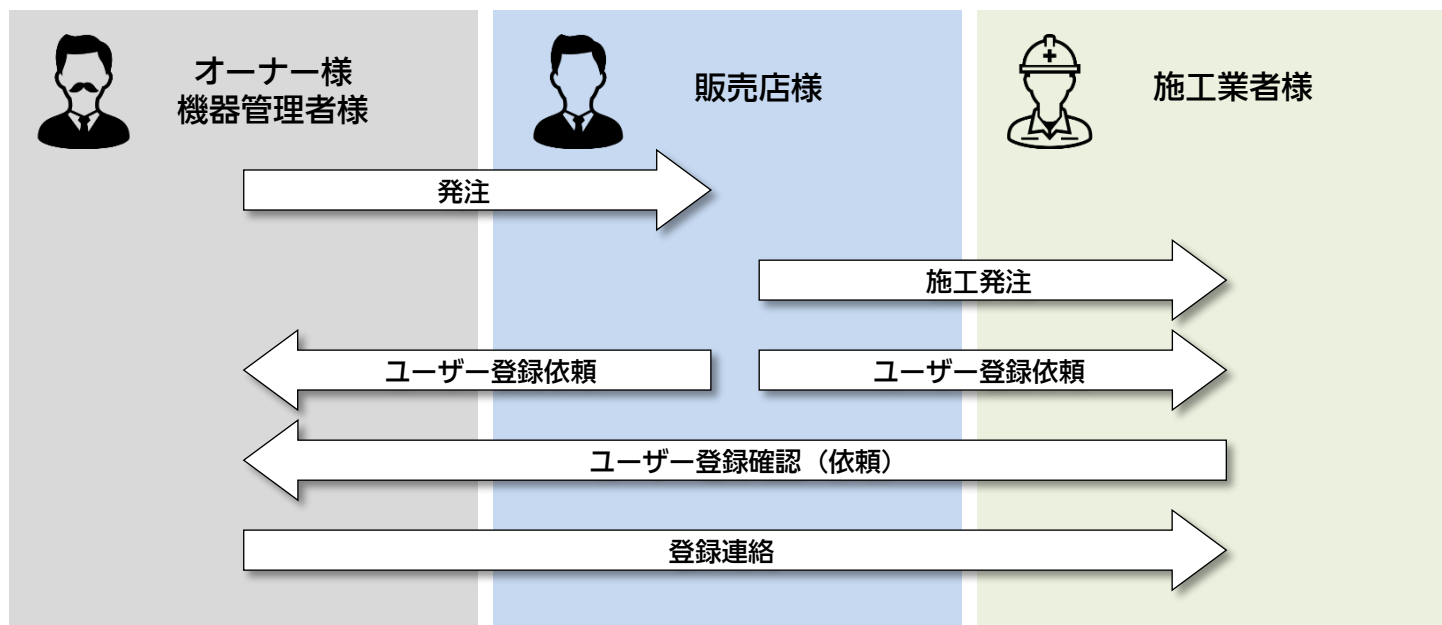 オーナー様
機器管理者様
販売店様
施工業者様
発注
施工発注
ユーザー登録依頼
ユーザー登録依頼
ユーザー登録確認（依頼）
登録連絡